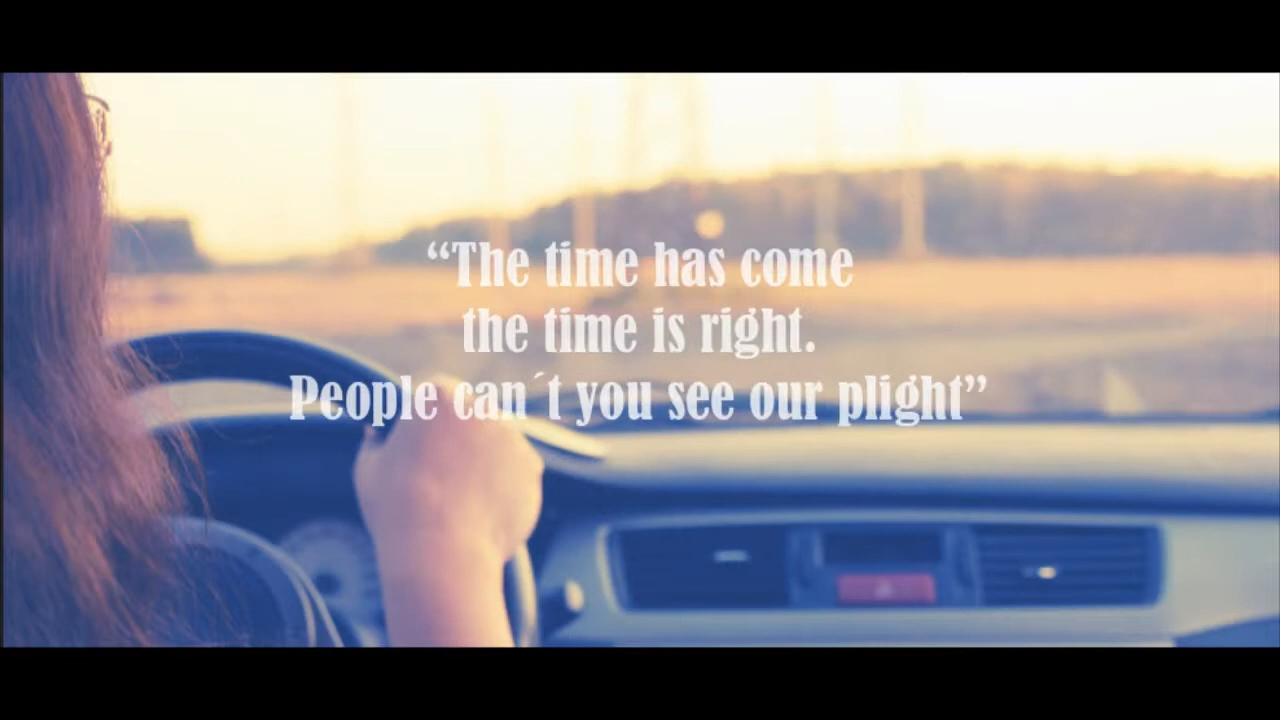 “The time has come
the time is right.
People can´t you see our plight”